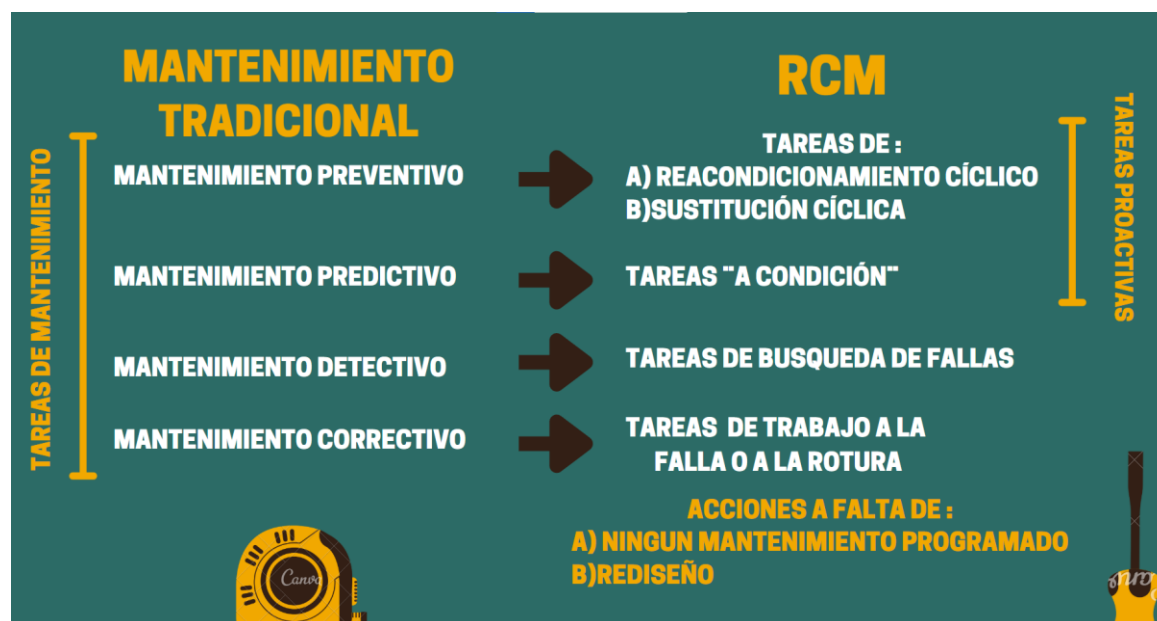 MANTENIMIENTO
TRADICIONAL
TAREAS DE MANTENIMIENTO
MANTENIMIENTO PREVENTIVO
MANTENIMIENTO PREDICTIVO
MANTENIMIENTO DETECTIVO
MANTENIMIENTO CORRECTIVO
RCM
TAREAS DE :
A) REACONDICIONAMIENTO CÍCLICO
B)SUSTITUCIÓN CÍCLICA
TAREAS "A CONDICIÓN"
TAREAS DE BUSQUEDA DE FALLAS
TAREAS DE TRABAJO A LA
FALLA O A LA ROTURA
TAREAS PROACTIVAS
ACCIONES A FALTA DE :
A) NINGUN MANTENIMIENTO PROGRAMADO
B)REDISEÑO
Canva